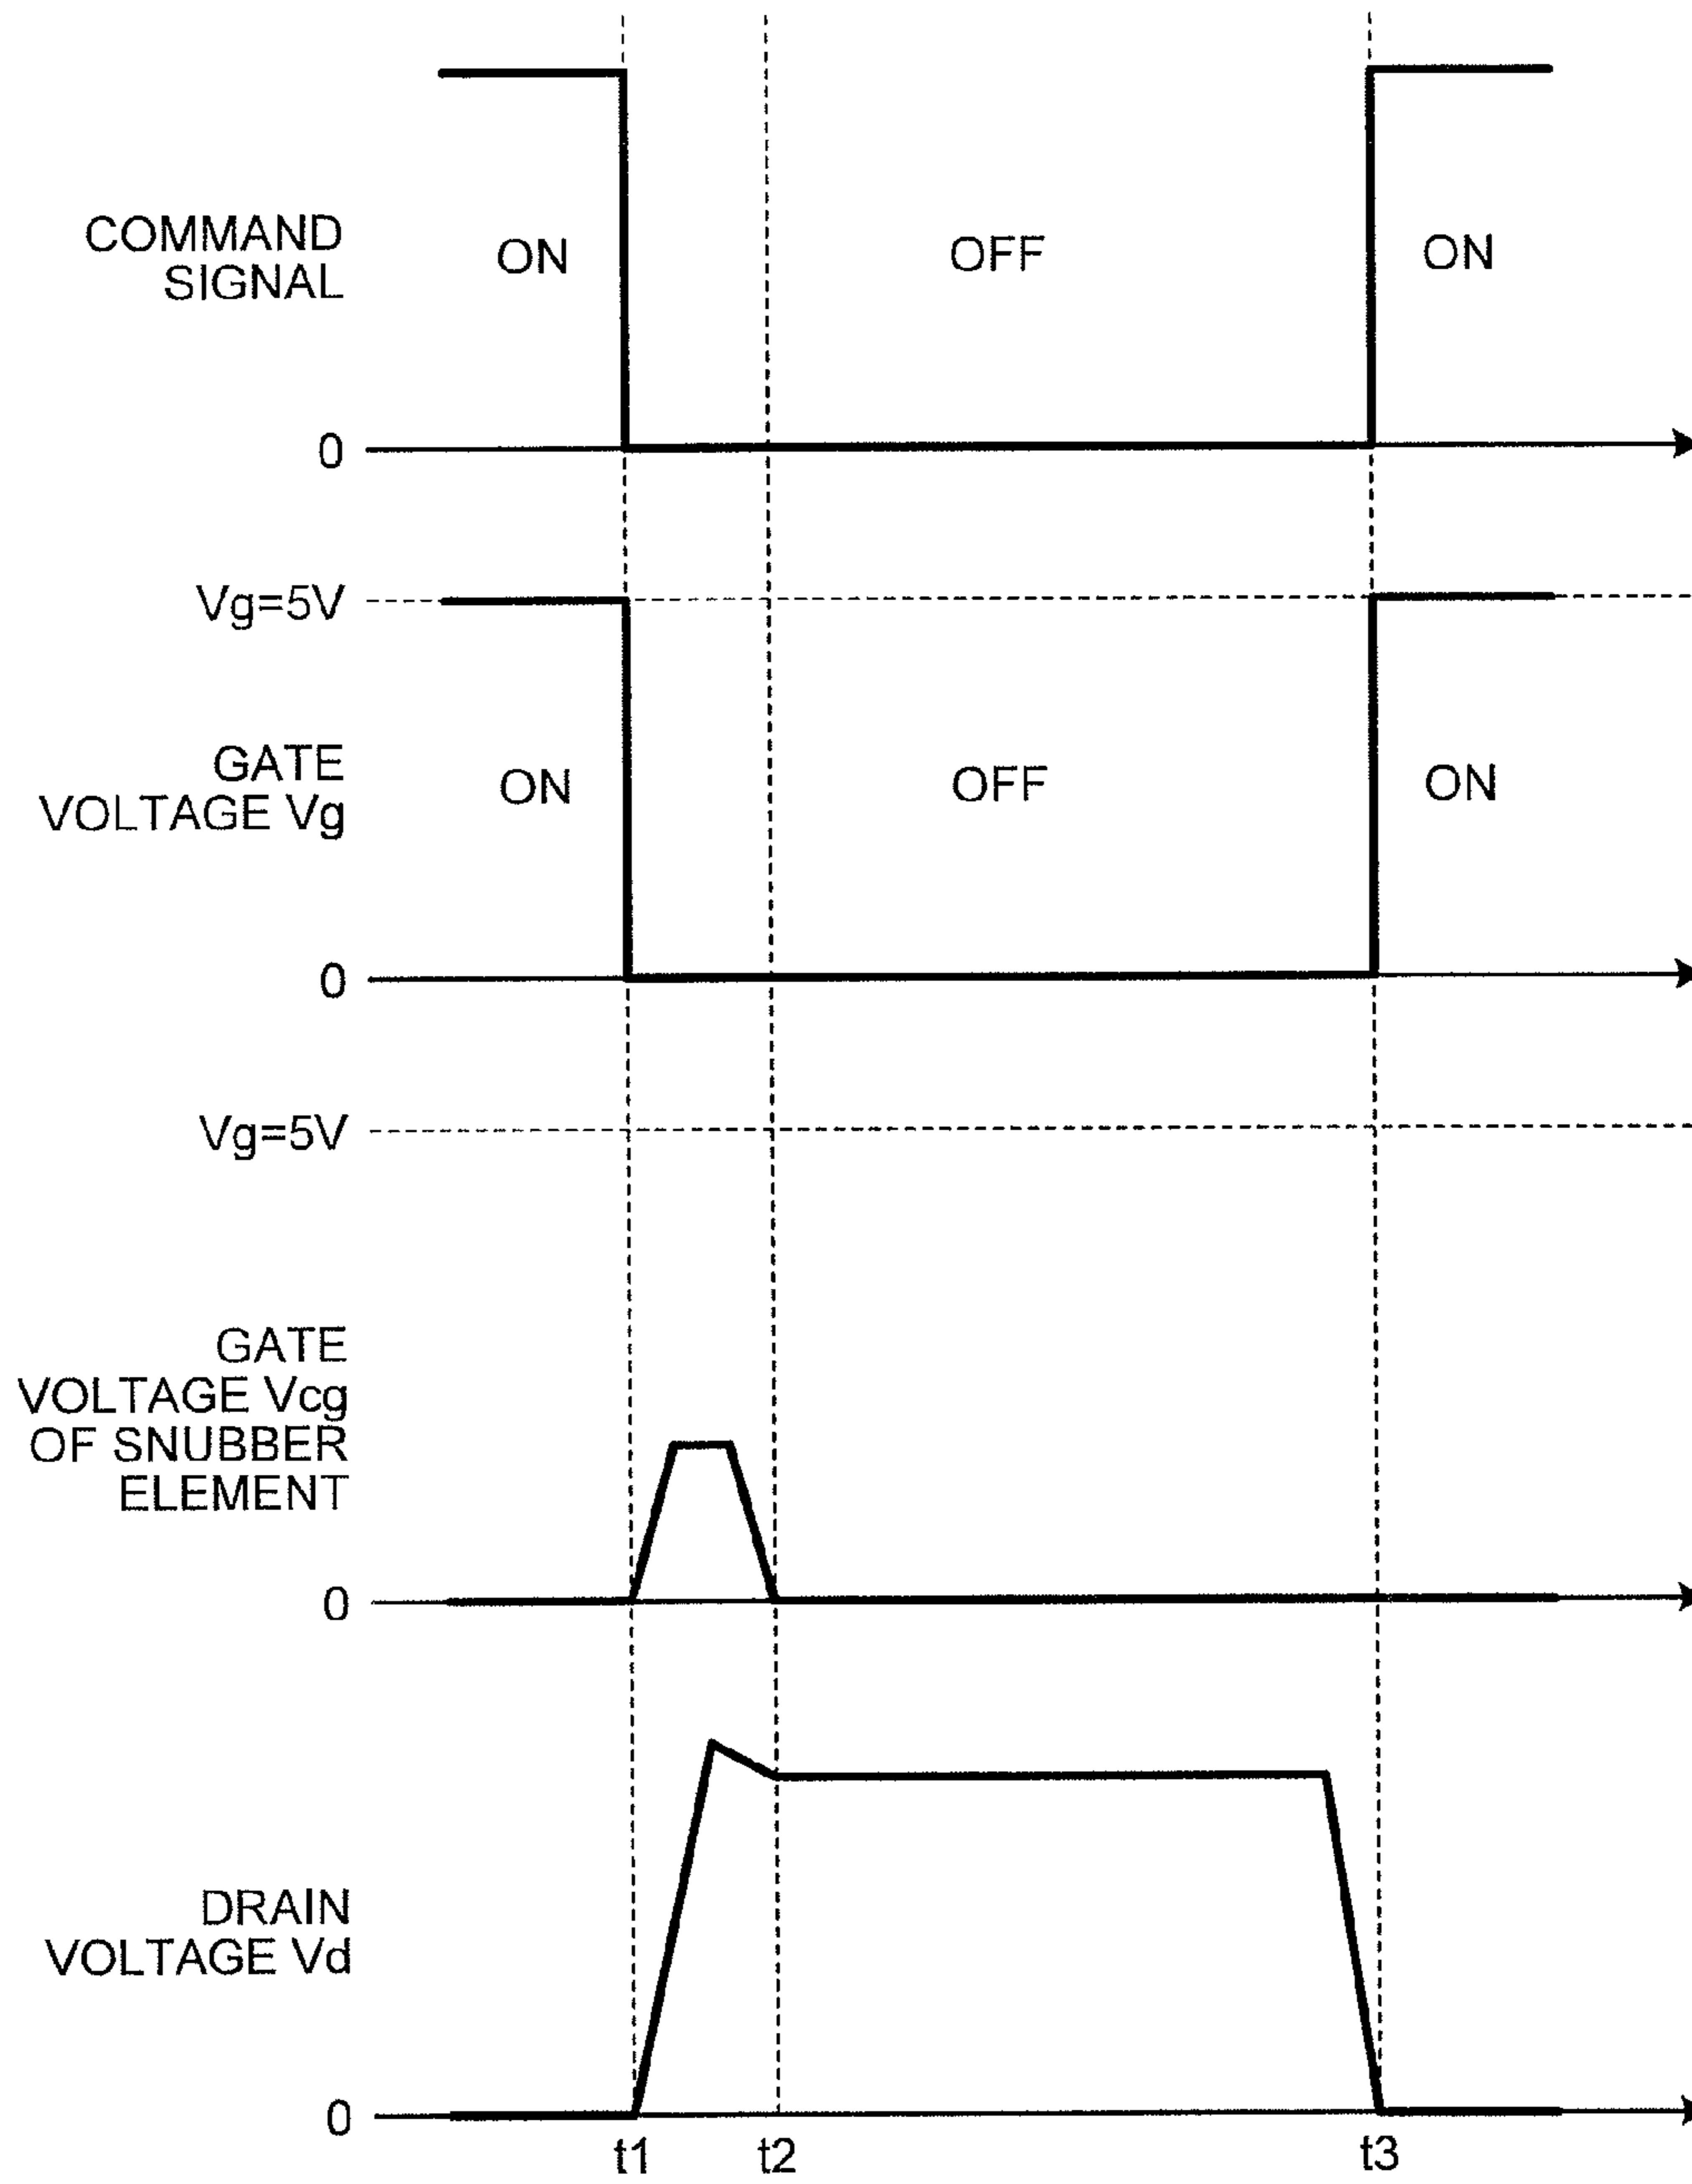 COMMAND
SIGNAL
ON
OFF
ON
0
Vg=5V
GATE
VOLTAGE Vg
ON
OFF
ON
0
Vg=5V
GATE
VOLTAGE Vcg
OF SNUBBER
ELEMENT
0
DRAIN
VOLTAGE Vd
0
t1
t2
t3